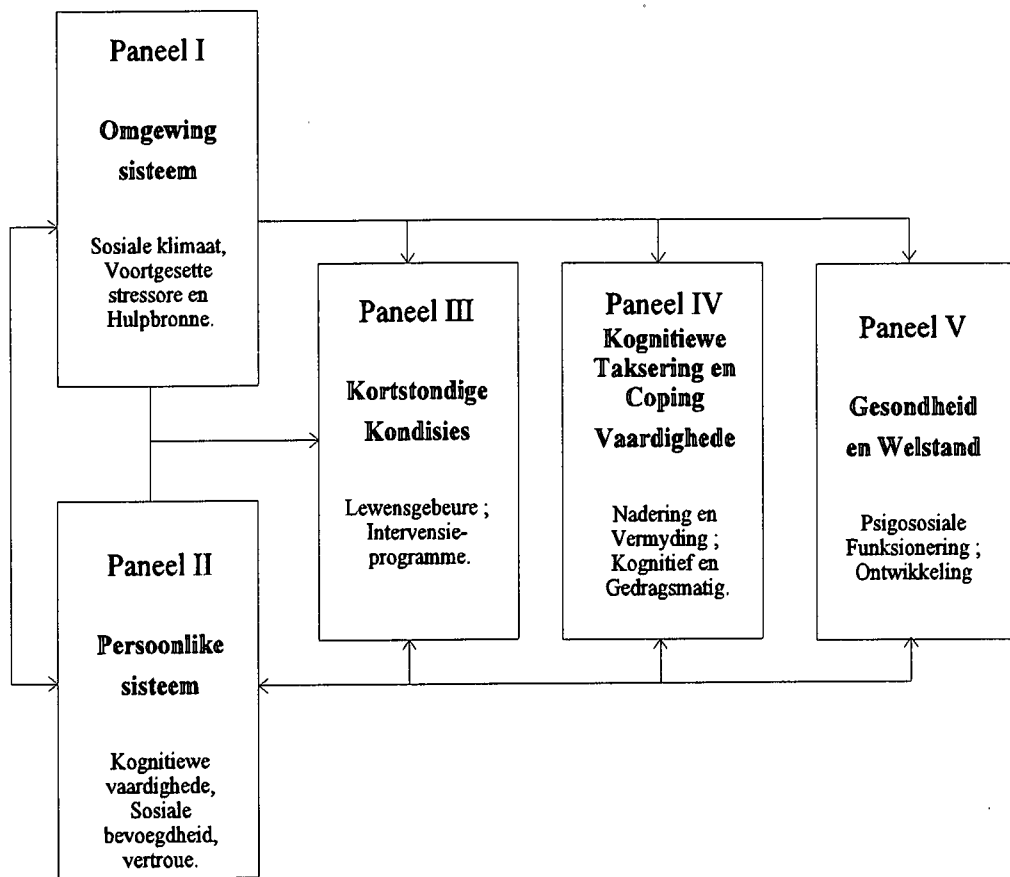 Paneel I
Omgewing
sisteem
Sosiale klimaat,
Voortgesette
stressore en
Hulpbronne.
Paneel II
Persoonlike
sisteem
Kognitiewe
vaardighede,
Sosiale
bevoegdheid,
vertroue.
Paneel III
Kortstondige
Kondisies
Lewensgebeure ;
Intervensie-
programme.
Paneel IV
Kognitiewe
Taksering en
Coping
Vaardighede
Nadering en
Vermyding ;
Kognitief en
Gedragsmatig.
Paneel V
Gesondheid
en Welstand
Psigososiale
Funksionering ;
Ontwikkeling